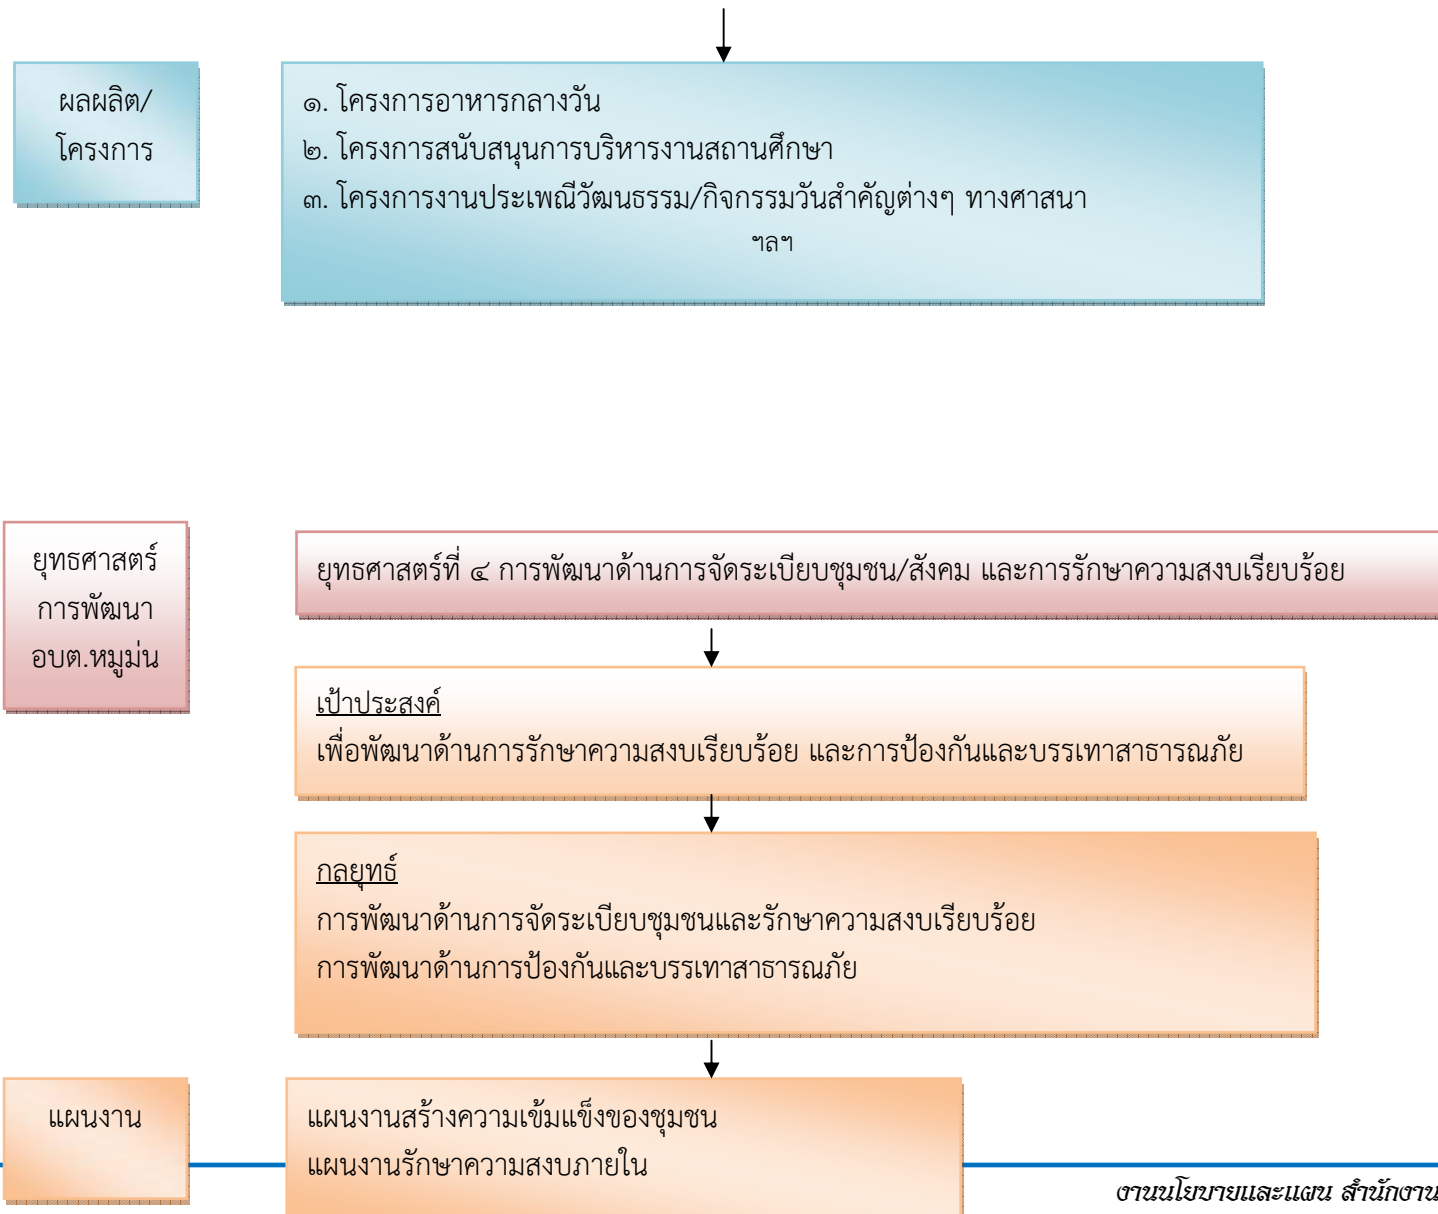 ผลผลิต/
โครงการ
๑. โครงการอาหารกลางวัน
๒. โครงการสนับสนุนการบริหารงานสถานศึกษา
๓. โครงการงานประเพณีวัฒนธรรม/กิจกรรมวันสำคัญต่างๆ ทางศาสนา
ฯลฯ
ยุทธศาสตร์
การพัฒนา
อบต.หมูม่น
ยุทธศาสตร์ที่ ๔ การพัฒนาด้านการจัดระเบียบชุมชน/สังคม และการรักษาความสงบเรียบร้อย
เป้าประสงค์
เพื่อพัฒนาด้านการรักษาความสงบเรียบร้อย และการป้องกันและบรรเทาสาธารณภัย
กลยุทธ์
การพัฒนาด้านการจัดระเบียบชุมชนและรักษาความสงบเรียบร้อย
การพัฒนาด้านการป้องกันและบรรเทาสาธารณภัย
แผนงาน
แผนงานสร้างความเข้มแข็งของชุมชน
แผนงานรักษาความสงบภายใน
งานนโยบายและแผน สำนักงาน